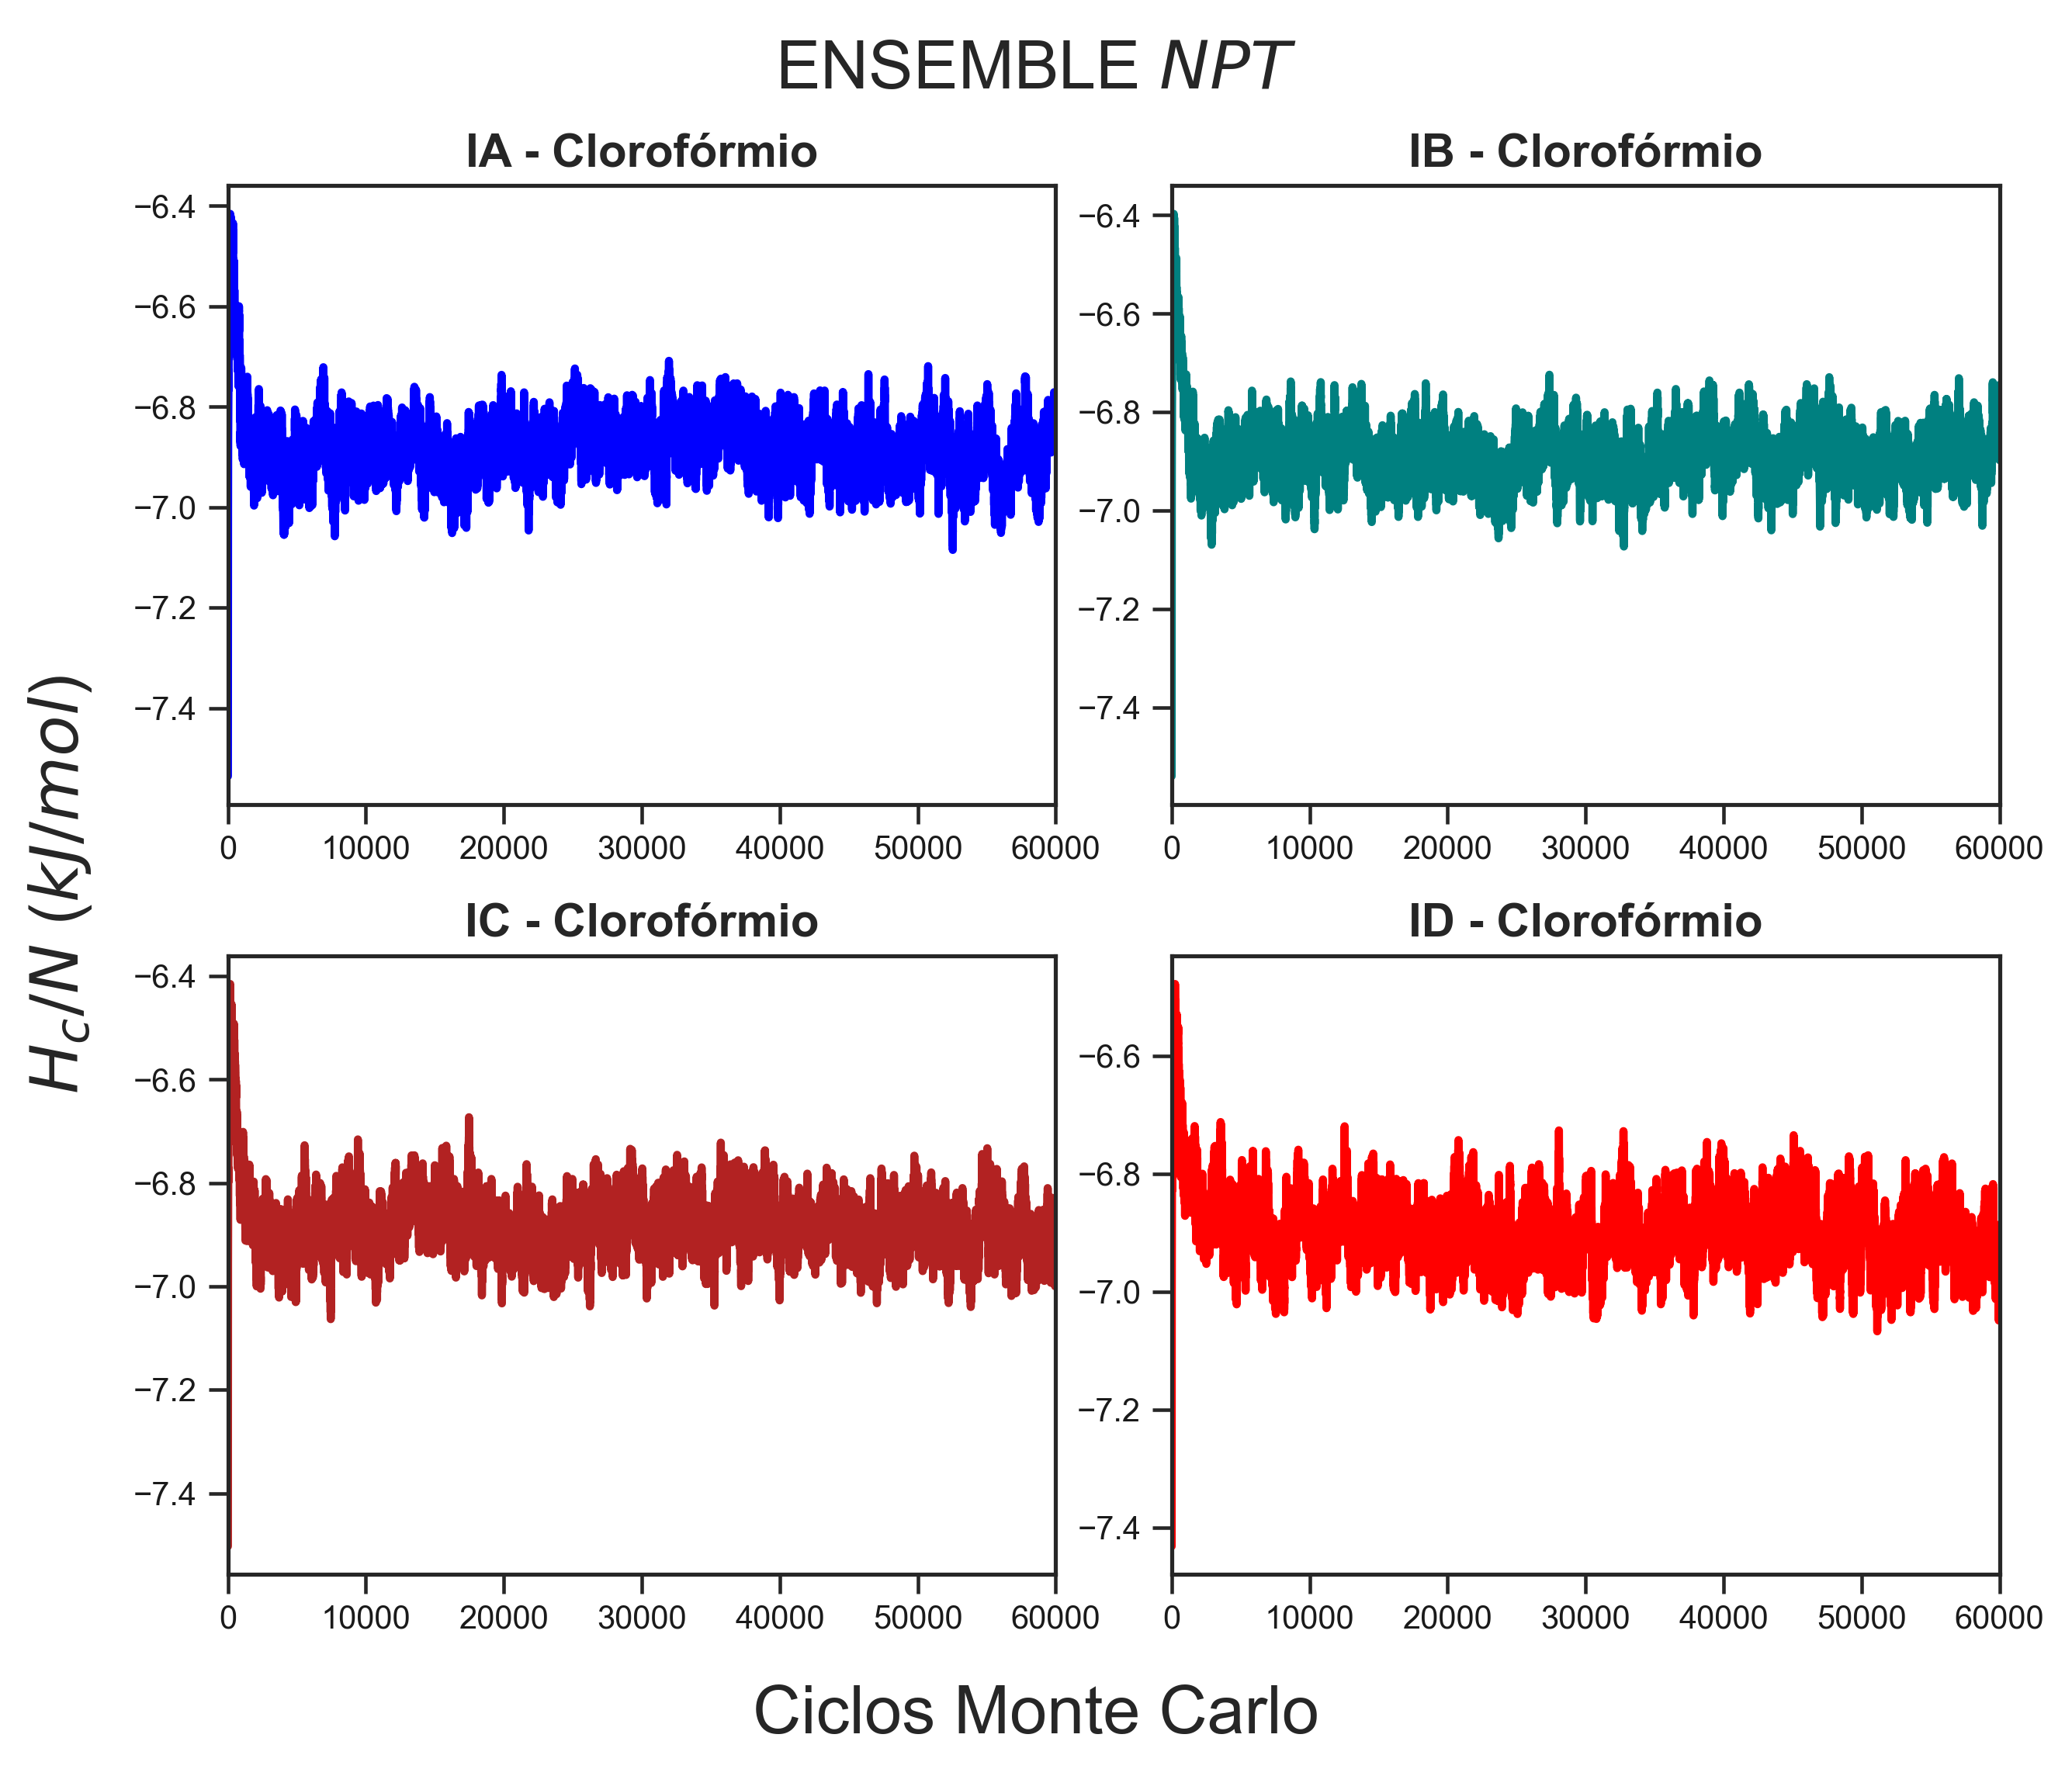 ENSEMBLE NPT
IA - Clorofórmio
−6.4
−6.6
−6.8
−7.0
−7.2
−7.4
0 10000 20000 30000 40000 50000 60000
IB - Clorofórmio
−6.4
−6.6
−6.8
−7.0
−7.2
−7.4
0 10000 20000 30000 40000 50000 60000
H_c/N (kJ/mol)
IC - Clorofórmio
−6.4
−6.6
−6.8
−7.0
−7.2
−7.4
0 10000 20000 30000 40000 50000 60000
ID - Clorofórmio
−6.6
−6.8
−7.0
−7.2
−7.4
0 10000 20000 30000 40000 50000 60000
Ciclos Monte Carlo